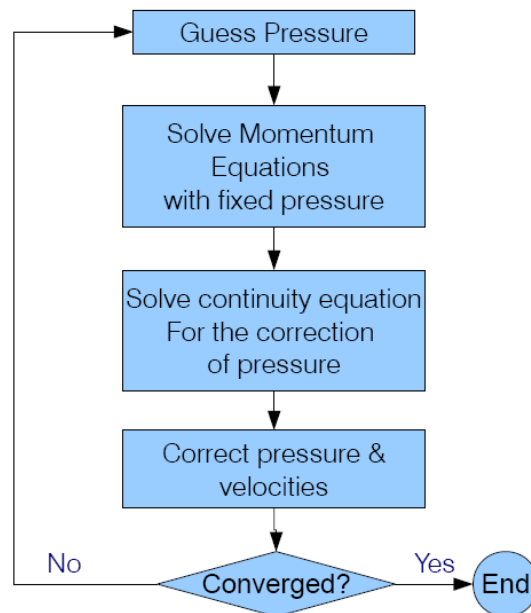 Guess Pressure
Solve Momentum
Equations
with fixed pressure
Solve continuity equation
For the correction
of pressure
Correct pressure &
velocities
No
Converged?
Yes
End